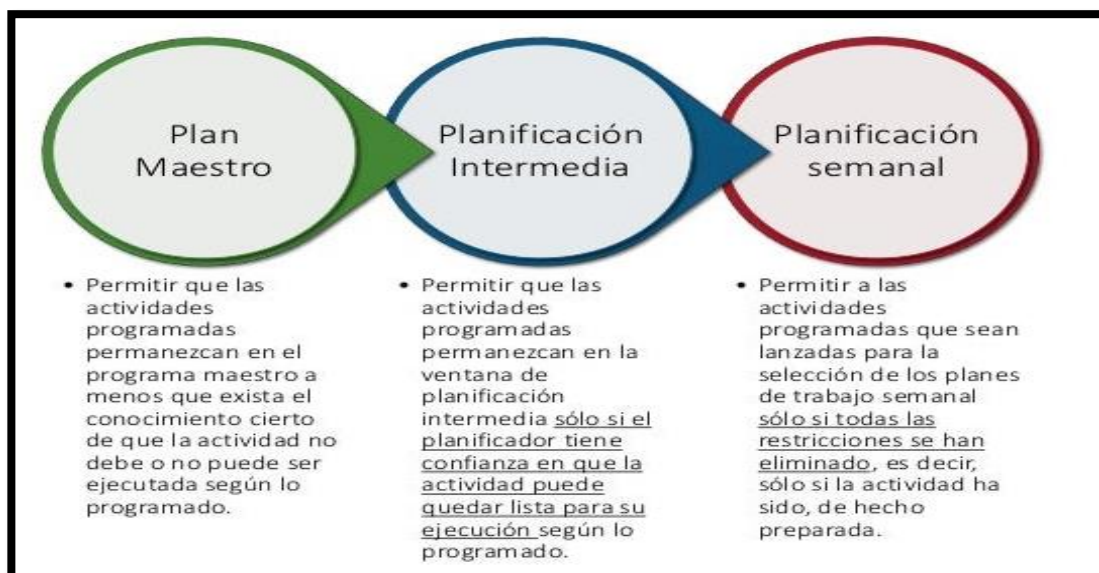 Plan
Maestro
• Permitir que las
actividades
programadas
permanezcan en el
programa maestro a
menos que exista el
conocimiento cierto
de que la actividad no
debe o no puede ser
ejecutada según lo
programado.
Planificación
Intermedia
• Permitir que las
actividades
programadas
permanezcan en la
ventana de
planificación
intermedia sólo si el
planificador tiene
confianza en que la
actividad puede
quedar lista para su
ejecución según lo
programado.
Planificación
semanal
• Permitir a las
actividades
programadas que sean
lanzadas para la
selección de los planes
de trabajo semanal
sólo si todas las
restricciones se han
eliminado, es decir,
sólo si la actividad ha
sido, de hecho
preparada.